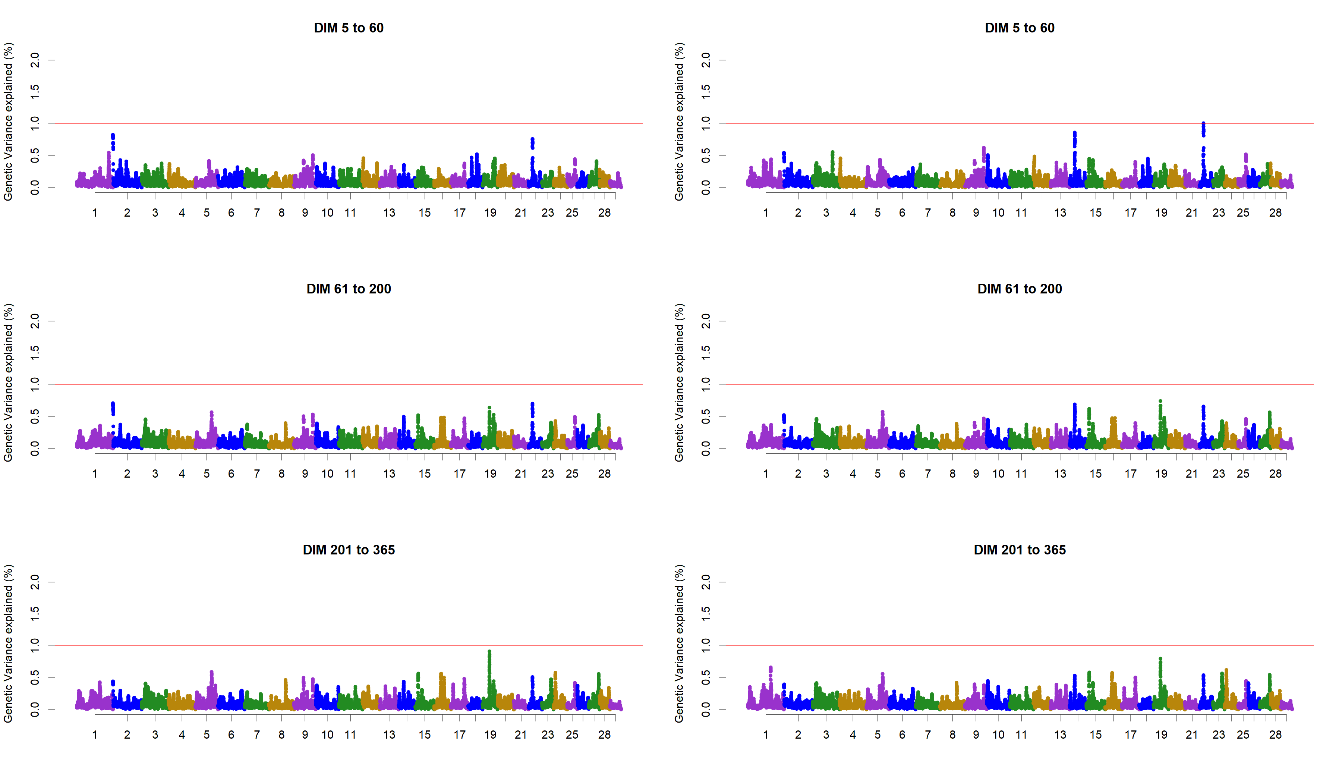 DIM 5 to 60
Genetic Variance explained (%)
0.0 0.5 1.0 1.5 2.0
1 2 3 4 5 6 7 8 9 10 11 13 15 17 19 21 23 25 28
DIM 5 to 60
Genetic Variance explained (%)
0.0 0.5 1.0 1.5 2.0
1 2 3 4 5 6 7 8 9 10 11 13 15 17 19 21 23 25 28
DIM 61 to 200
Genetic Variance explained (%)
0.0 0.5 1.0 1.5 2.0
1 2 3 4 5 6 7 8 9 10 11 13 15 17 19 21 23 25 28
DIM 61 to 200
Genetic Variance explained (%)
0.0 0.5 1.0 1.5 2.0
1 2 3 4 5 6 7 8 9 10 11 13 15 17 19 21 23 25 28
DIM 201 to 365
Genetic Variance explained (%)
0.0 0.5 1.0 1.5 2.0
1 2 3 4 5 6 7 8 9 10 11 13 15 17 19 21 23 25 28
DIM 201 to 365
Genetic Variance explained (%)
0.0 0.5 1.0 1.5 2.0
1 2 3 4 5 6 7 8 9 10 11 13 15 17 19 21 23 25 28